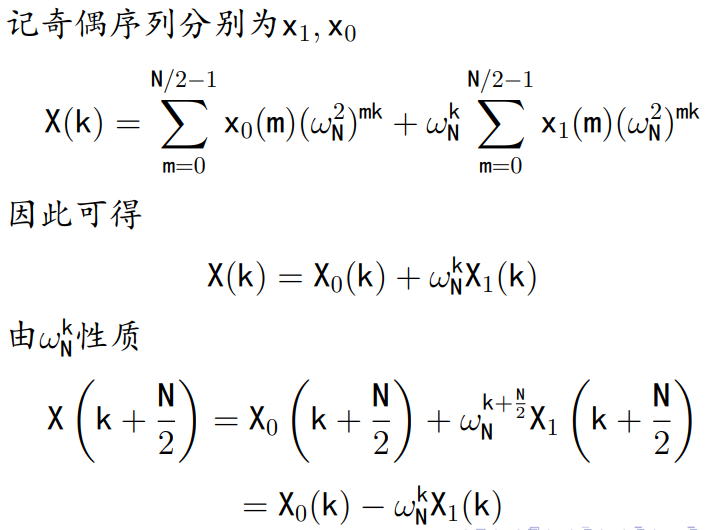 记奇偶序列分别为 $x_1, x_0$
$X(k) = \sum_{m=0}^{N/2-1} x_0(m)(\omega_N^2)^{mk} + \omega_N^k \sum_{m=0}^{N/2-1} x_1(m)(\omega_N^2)^{mk}$
因此可得
$X(k) = X_0(k) + \omega_N^k X_1(k)$
由$\omega_N^k$性质
$X\left(k + \frac{N}{2}\right) = X_0\left(k + \frac{N}{2}\right) + \omega_N^{k+\frac{N}{2}} X_1\left(k + \frac{N}{2}\right)$
$= X_0(k) - \omega_N^k X_1(k)$